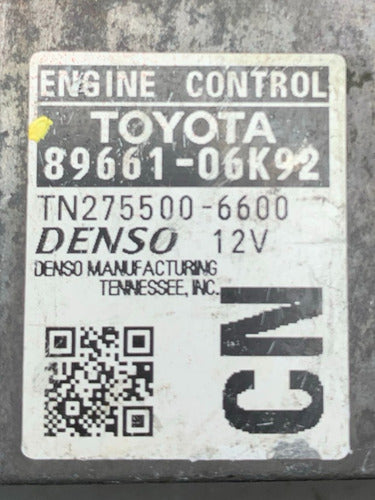 ENGINE CONTROL
TOYOTA
89661-06K92
TN275500-6600
DENSO 12V
DENSO MANUFACTURING
TENNESSEE, INC.
CN